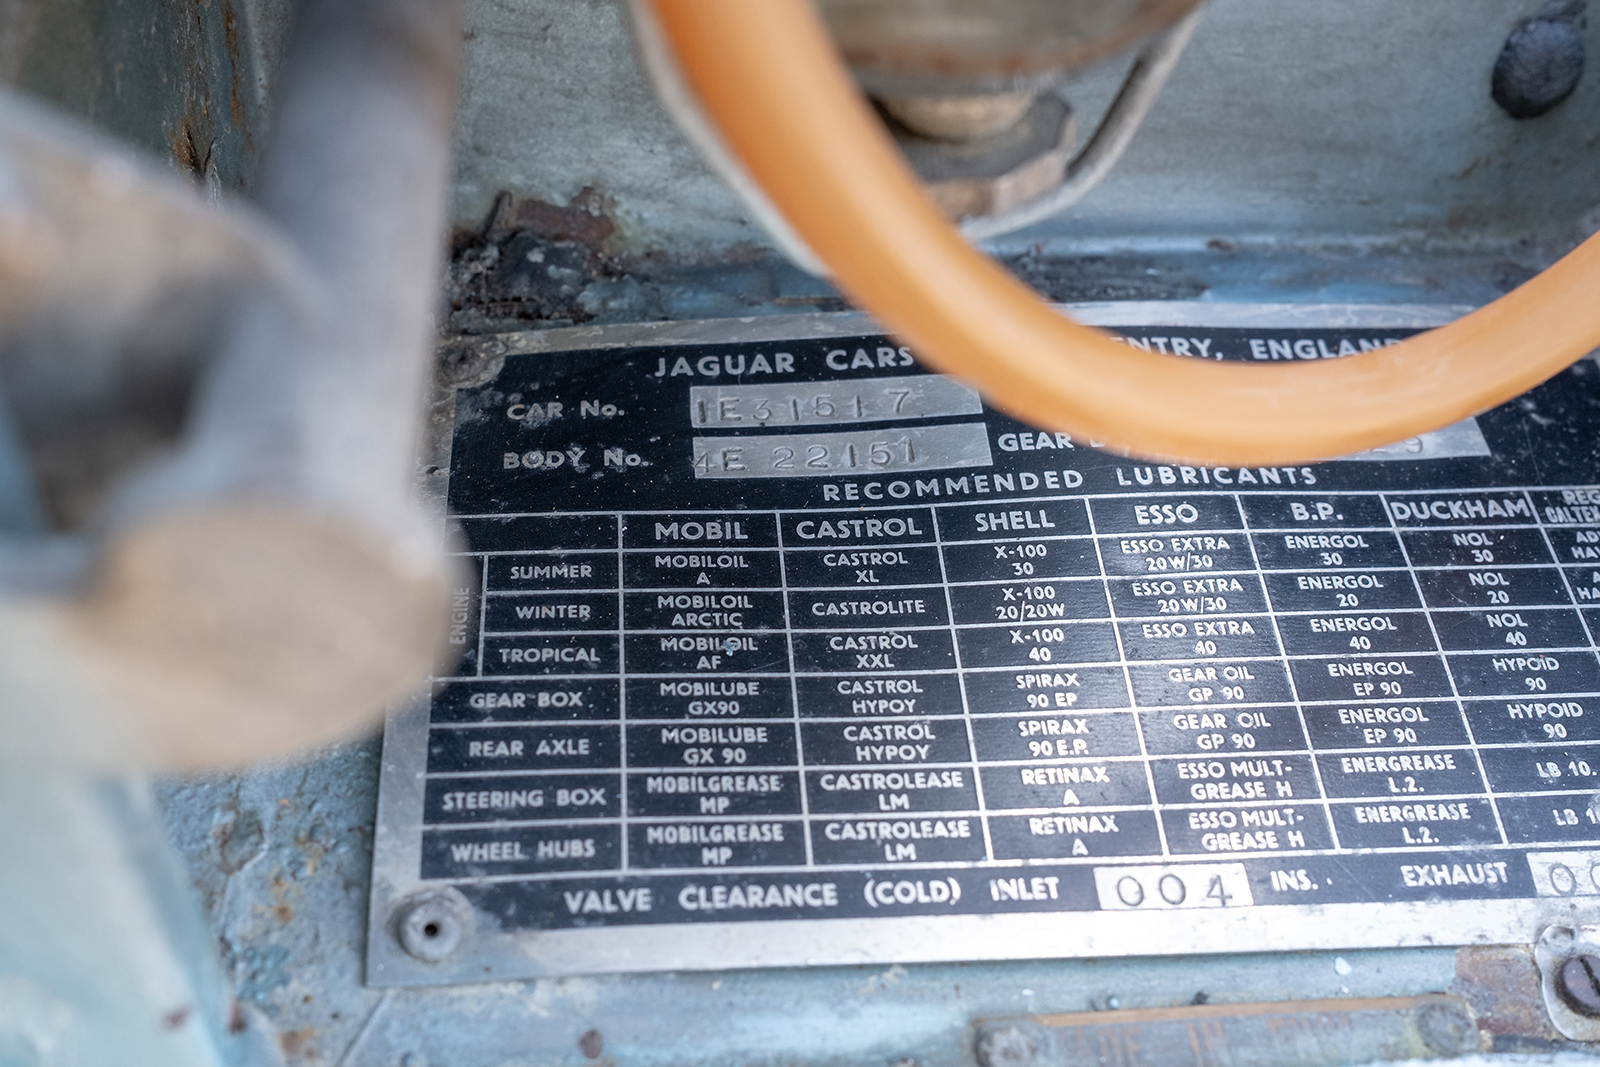 JAGUAR CARS ENTRY, ENGLAND
CAR No. 1E31517
BODY No. 4E 22151 GEAR 29
RECOMMENDED LUBRICANTS
MOBIL CASTROL SHELL ESSO B.P. DUCKHAM
ENGINE
SUMMER MOBILOIL A CASTROL XL X-100 30 ESSO EXTRA 20W/30 ENERGOL 30 NOL 30
WINTER MOBILOIL ARCTIC CASTROLITE X-100 20/20W ESSO EXTRA 20W/30 ENERGOL 20 NOL 20
TROPICAL MOBILOIL AF CASTROL XXL X-100 40 ESSO EXTRA 40 ENERGOL 40 NOL 40
GEAR BOX MOBILUBE GX90 CASTROL HYPOY SPIRAX 90 EP GEAR OIL GP 90 ENERGOL EP 90 HYPOID 90
REAR AXLE MOBILUBE GX 90 CASTROL HYPOY SPIRAX 90 E.P. GEAR OIL GP 90 ENERGOL EP 90 HYPOID 90
STEERING BOX MOBILGREASE MP CASTROLEASE LM RETINAX A ESSO MULT-GREASE H ENERGREASE L.2. LB 10.
WHEEL HUBS MOBILGREASE MP CASTROLEASE LM RETINAX A ESSO MULT-GREASE H ENERGREASE L.2. LB
VALVE CLEARANCE (COLD) INLET 004 INS. EXHAUST